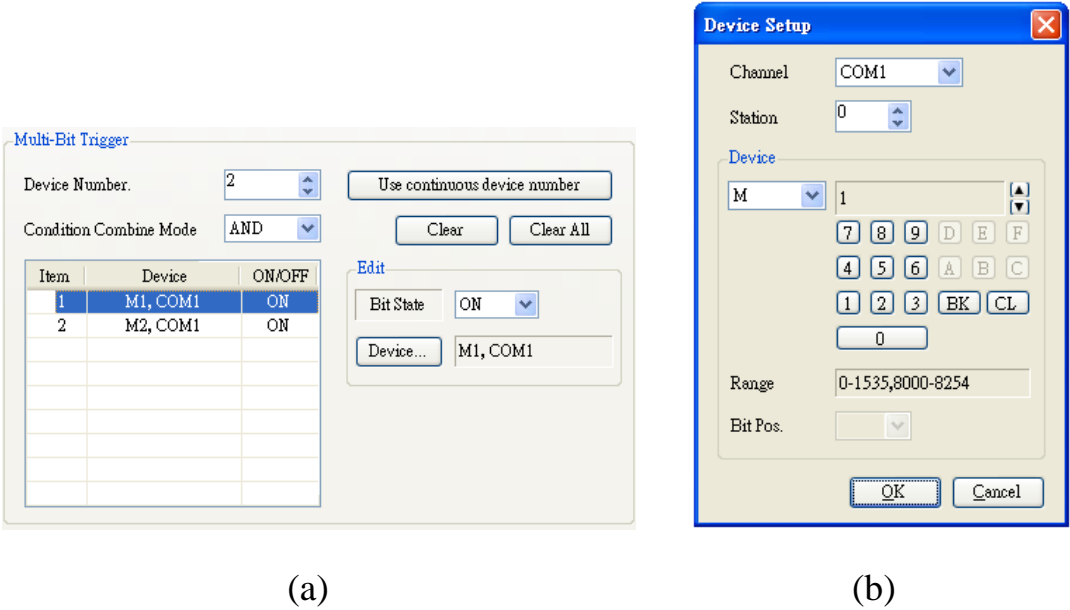 Multi-Bit Trigger
Device Number. 2 Use continuous device number
Condition Combine Mode AND Clear Clear All
Item Device ON/OFF
1 M1, COM1 ON
2 M2, COM1 ON
Edit
Bit State ON
Device... M1, COM1
(a)
Device Setup
Channel COM1
Station 0
Device
M 1
7 8 9 D E F
4 5 6 A B C
1 2 3 BK CL
0
Range 0-1535,8000-8254
Bit Pos.
OK Cancel
(b)